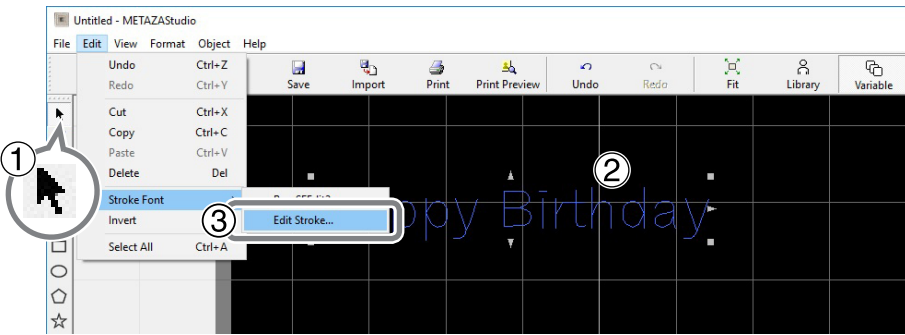 Untitled - METAZAStudio
File Edit View Format Object Help
Undo Ctrl+Z
Redo Ctrl+Y
Cut Ctrl+X
Copy Ctrl+C
Paste Ctrl+V
Delete Del
Stroke Font
Invert
Select All Ctrl+A
Edit Stroke...
Save Import Print Print Preview Undo Redo Fit Library Variable
ppy Birthday
1
2
3